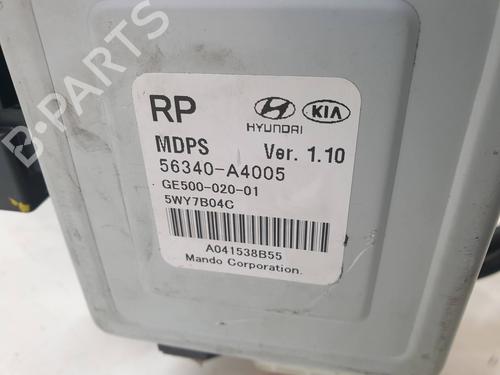 B-PARTS
RP
HYUNDAI
KIA
MDPS Ver. 1.10
56340-A4005
GE500-020-01
5WY7B04C
A041538B55
Mando Corporation.